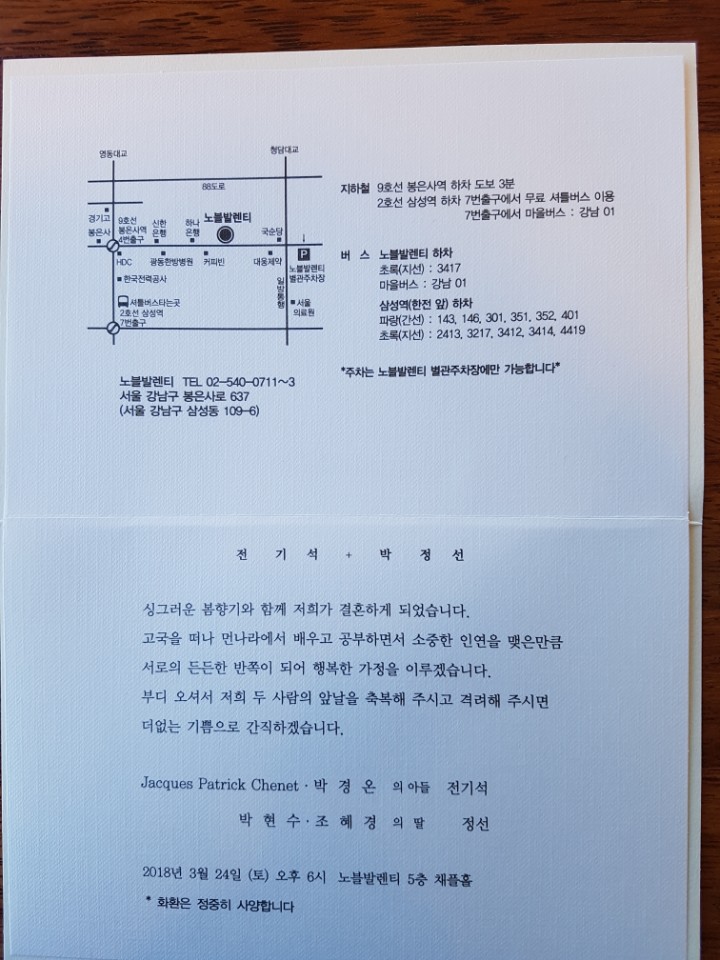 영동대교
청담대교
88도로
경기고
봉은사
9호선
봉은사역
4번출구
신한
은행
하나
은행
노블발렌티
국순당
↓
P
HDC
광동한방병원
커피빈
대웅제약
노블발렌티
별관주차장
한국전력공사
일방통행
서울
의료원
셔틀버스타는곳
2호선 삼성역
7번출구
노블발렌티 TEL 02-540-0711~3
서울 강남구 봉은사로 637
(서울 강남구 삼성동 109-6)
지하철 9호선 봉은사역 하차 도보 3분
2호선 삼성역 하차 7번출구에서 무료 셔틀버스 이용
7번출구에서 마을버스 : 강남 01
버 스 노블발렌티 하차
초록(지선) : 3417
마을버스 : 강남 01
삼성역(한전 앞) 하차
파랑(간선) : 143, 146, 301, 351, 352, 401
초록(지선) : 2413, 3217, 3412, 3414, 4419
*주차는 노블발렌티 별관주차장에만 가능합니다*
전 기 석 + 박 정 선
싱그러운 봄향기와 함께 저희가 결혼하게 되었습니다.
고국을 떠나 먼나라에서 배우고 공부하면서 소중한 인연을 맺은만큼
서로의 든든한 반쪽이 되어 행복한 가정을 이루겠습니다.
부디 오셔서 저희 두 사람의 앞날을 축복해 주시고 격려해 주시면
더없는 기쁨으로 간직하겠습니다.
Jacques Patrick Chenet · 박 경 온 의 아들 전기석
박 현 수 · 조 혜 경 의 딸 정선
2018년 3월 24일 (토) 오후 6시 노블발렌티 5층 채플홀
* 화환은 정중히 사양합니다